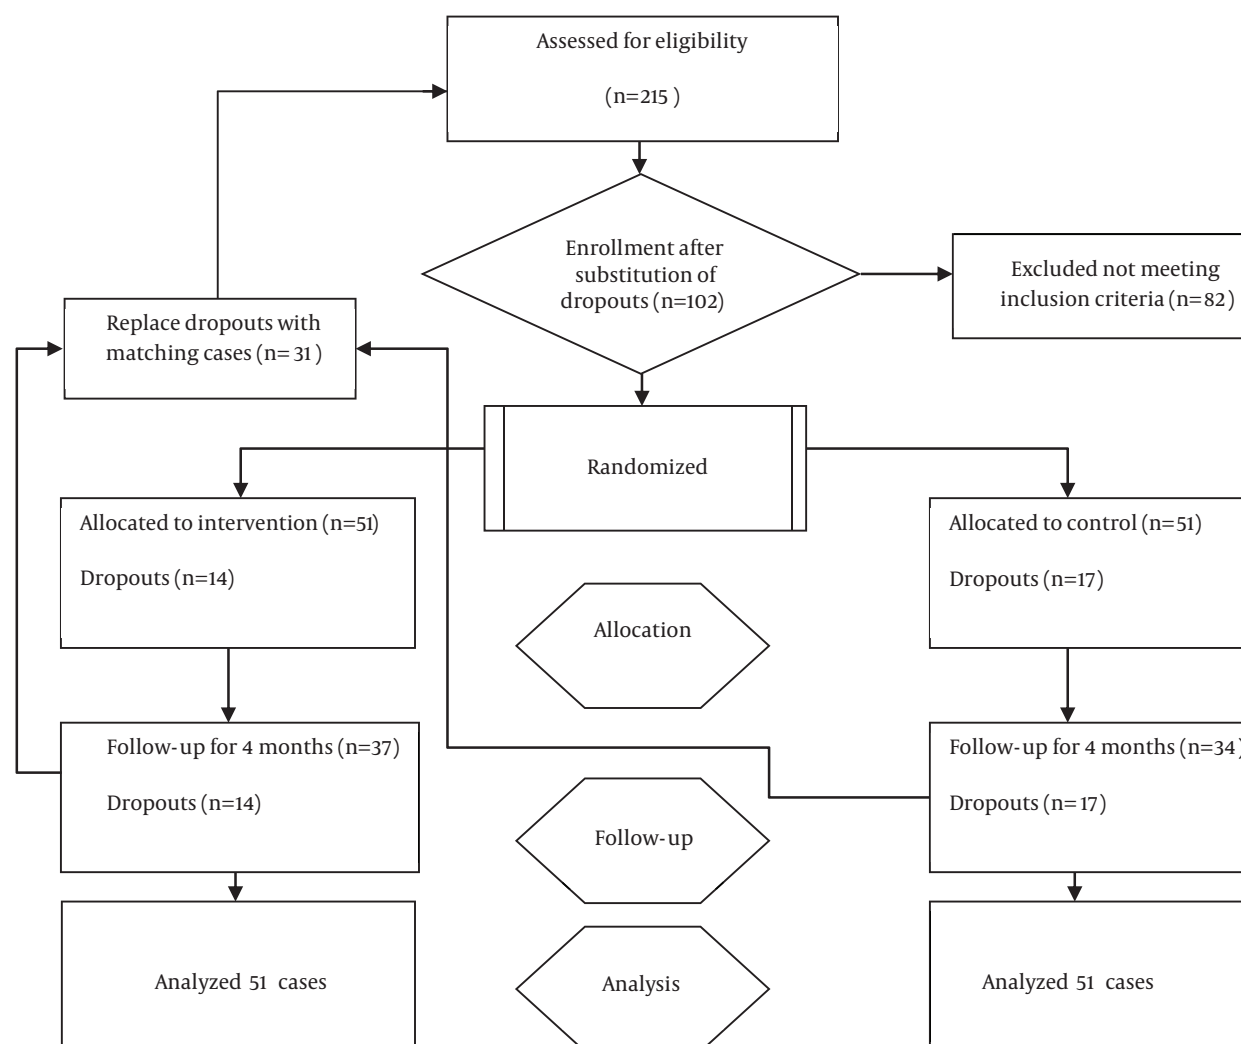 Assessed for eligibility
(n=215 )
Enrollment after
substitution of
dropouts (n=102)
Excluded not meeting
inclusion criteria (n=82)
Replace dropouts with
matching cases (n= 31 )
Randomized
Allocated to intervention (n=51)
Dropouts (n=14)
Allocated to control (n=51)
Dropouts (n=17)
Allocation
Follow-up for 4 months (n=37)
Dropouts (n=14)
Follow-up for 4 months (n=34)
Dropouts (n=17)
Follow-up
Analyzed 51 cases
Analysis
Analyzed 51 cases